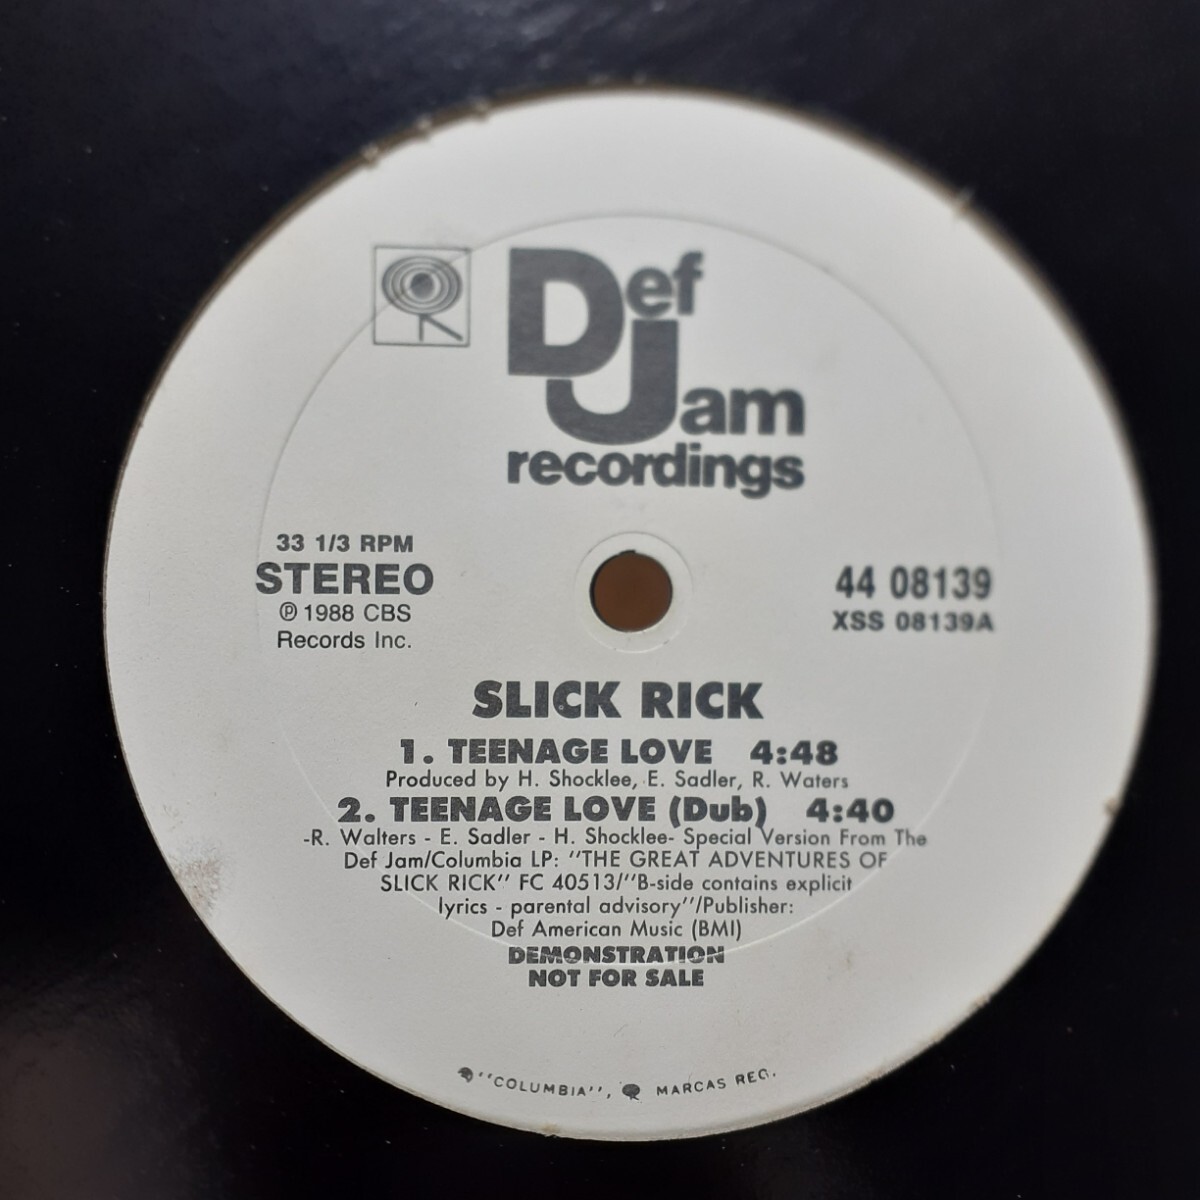 Def
Jam
recordings
33 1/3 RPM
STEREO
℗ 1988 CBS
Records Inc.
44 08139
XSS 08139A
SLICK RICK
1. TEENAGE LOVE 4:48
Produced by H. Shocklee, E. Sadler, R. Waters
2. TEENAGE LOVE (Dub) 4:40
-R. Walters - E. Sadler - H. Shocklee- Special Version From The
Def Jam/Columbia LP: "THE GREAT ADVENTURES OF
SLICK RICK" FC 40513/"B-side contains explicit
lyrics - parental advisory"/Publisher:
Def American Music (BMI)
DEMONSTRATION
NOT FOR SALE
"COLUMBIA", MARCAS REG.